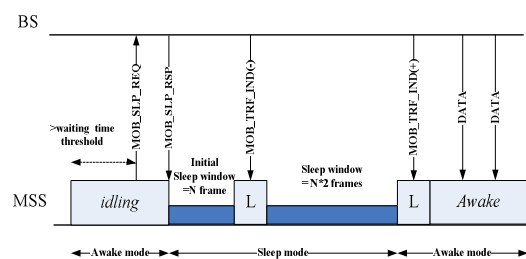 BS
MOB_SLP_REQ
MOB_SLP_RSP
MOB_TRF_IND(-)
MOB_TRF_IND(+)
DATA
DATA
>waiting time
threshold
Initial
Sleep window
=N frame
Sleep window
= N*2 frames
MSS
idling
L
L
Awake
Awake mode
Sleep mode
Awake mode